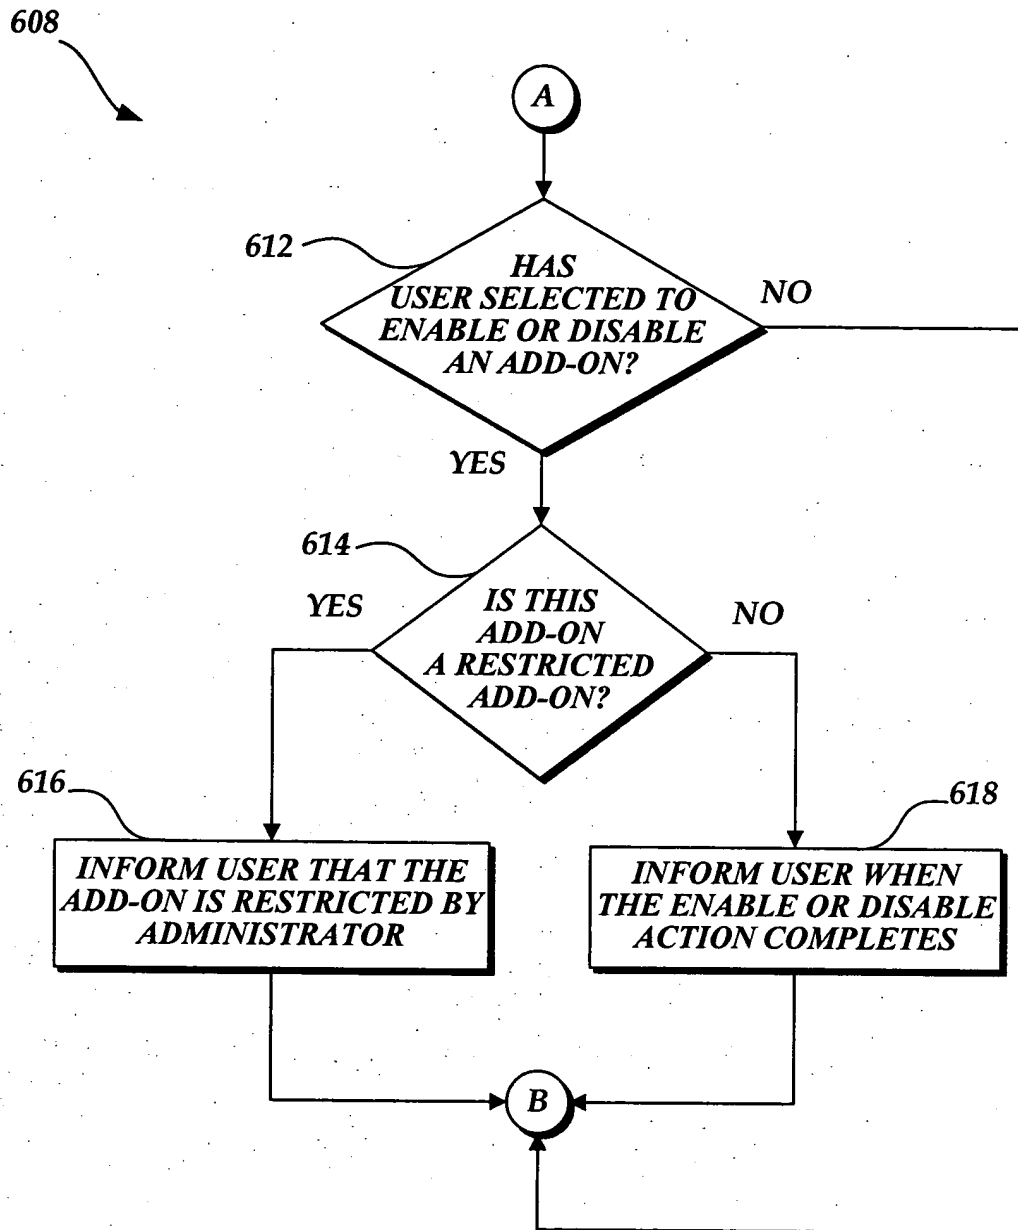 608
A
612
HAS
USER SELECTED TO
ENABLE OR DISABLE
AN ADD-ON?
NO
YES
614
IS THIS
ADD-ON
A RESTRICTED
ADD-ON?
YES
NO
616
INFORM USER THAT THE
ADD-ON IS RESTRICTED BY
ADMINISTRATOR
618
INFORM USER WHEN
THE ENABLE OR DISABLE
ACTION COMPLETES
B